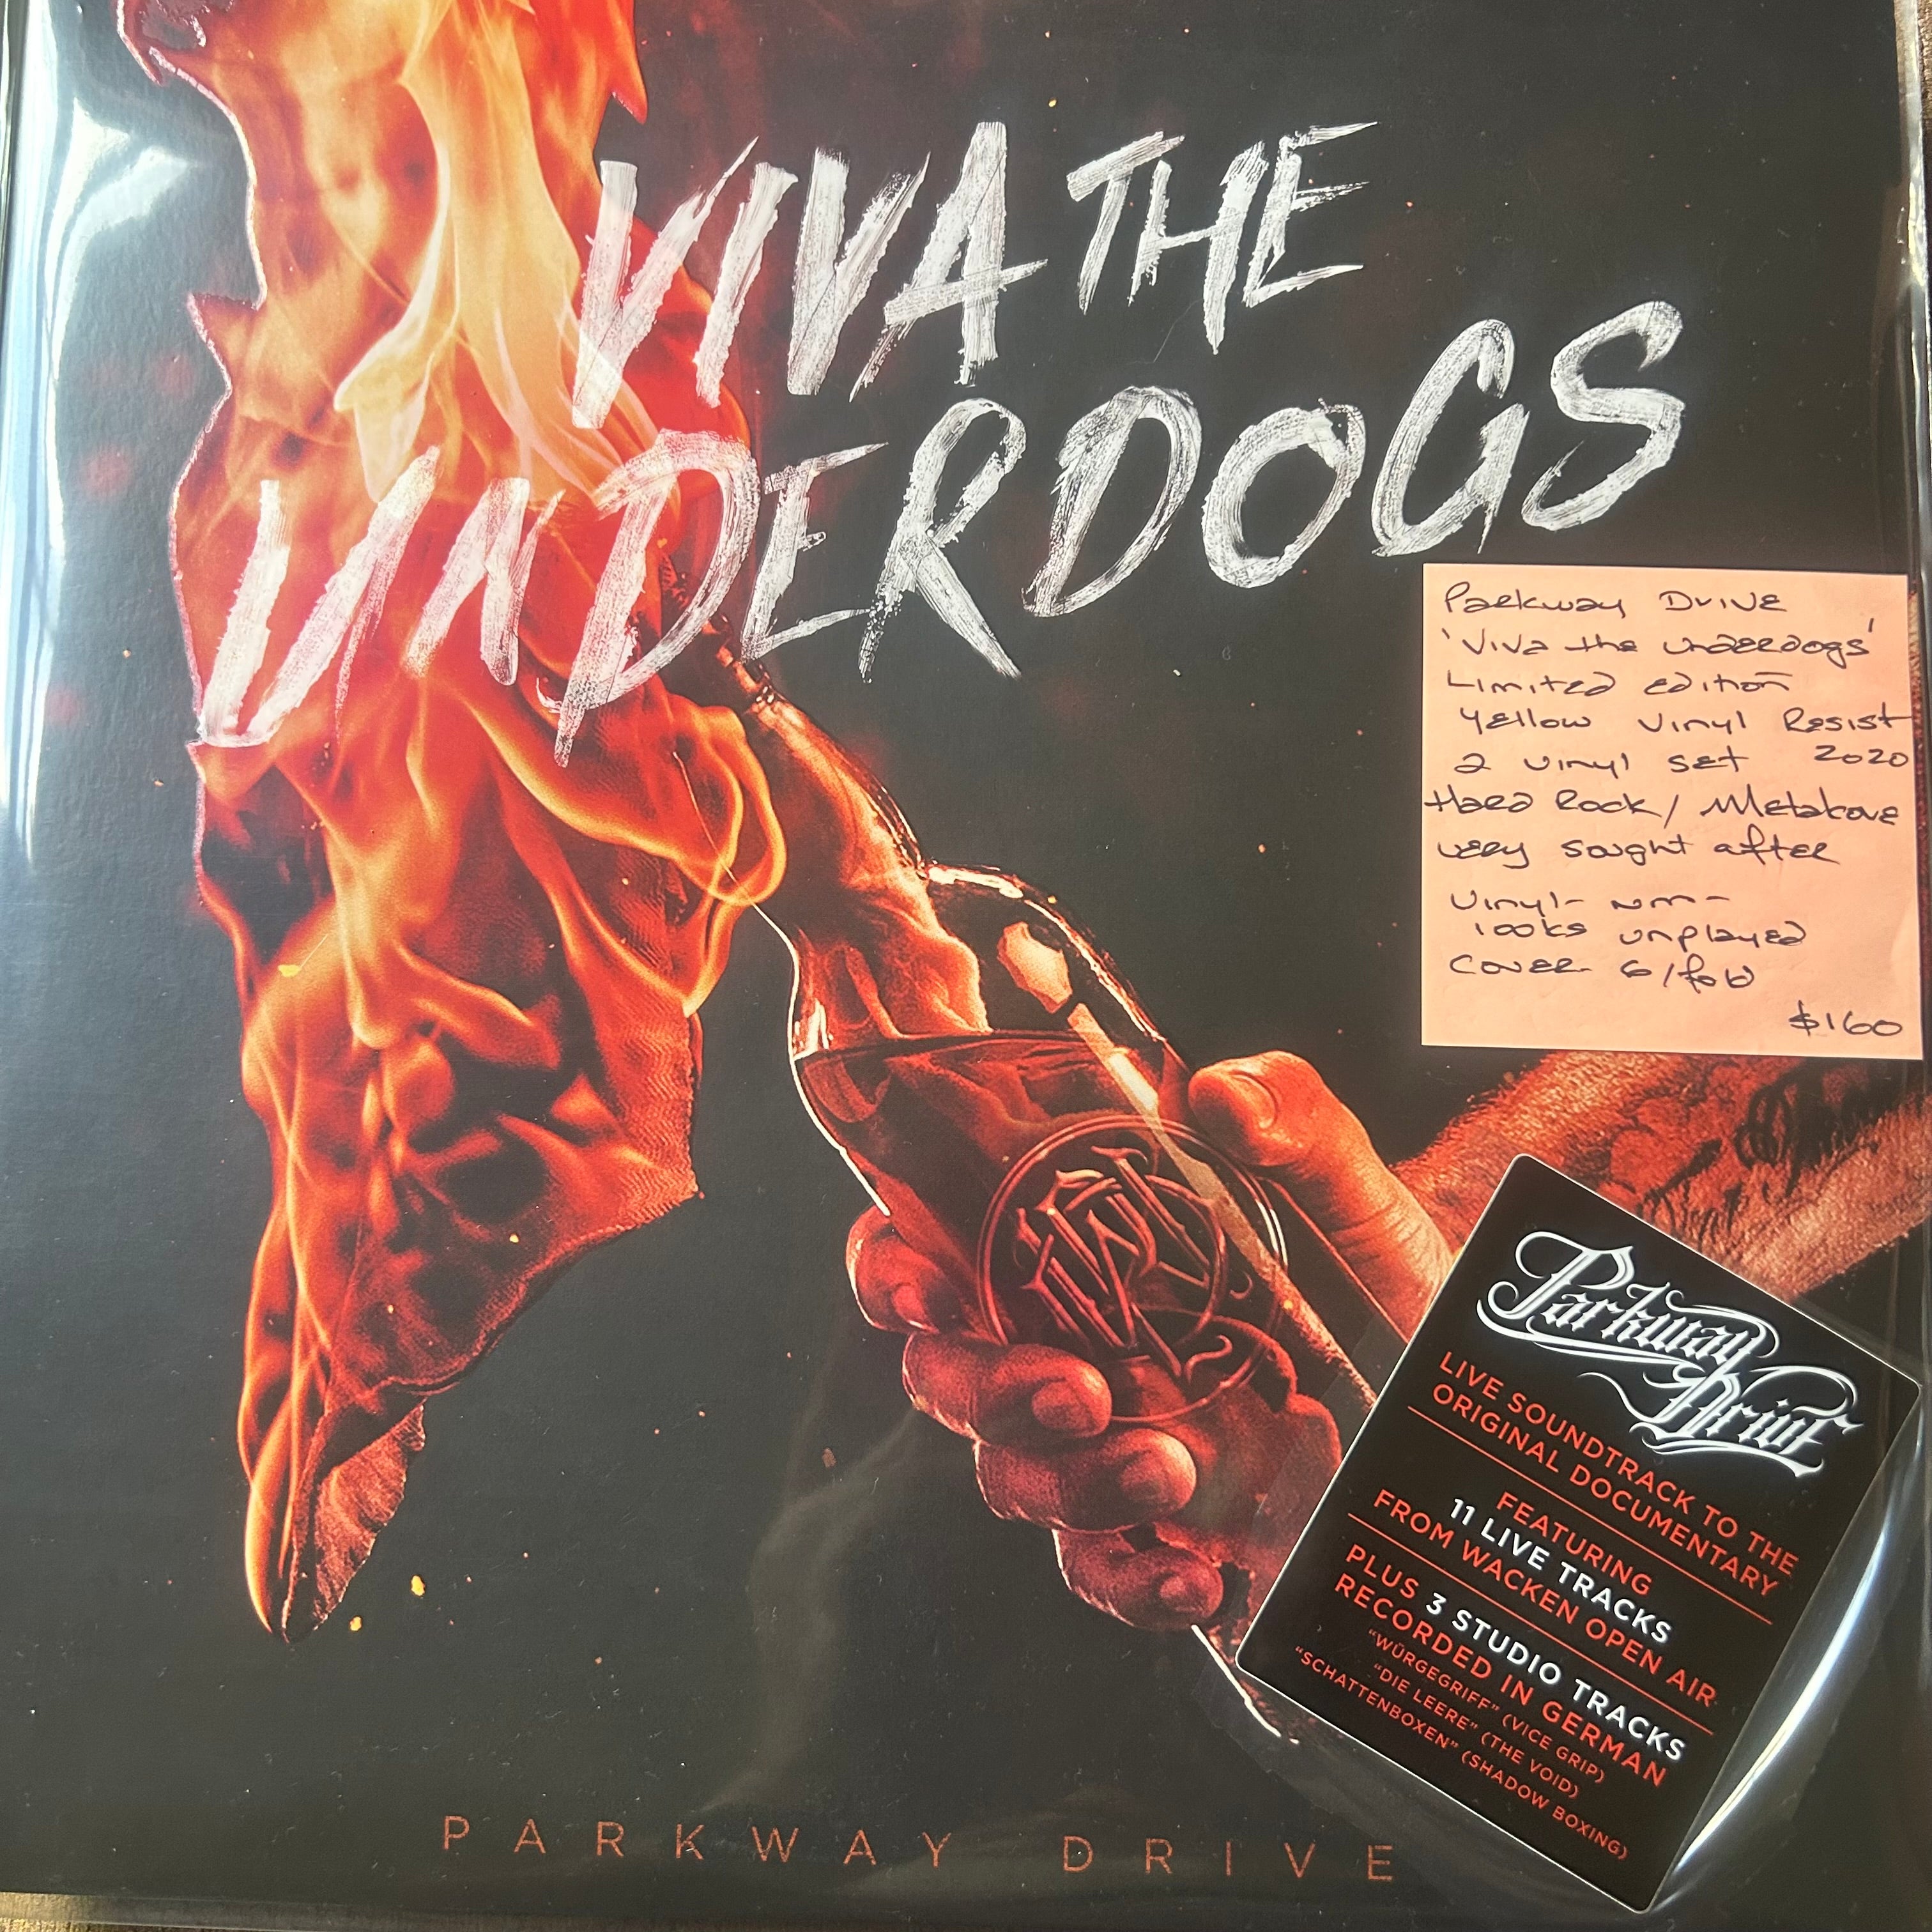 VIVA THE
UNDERDOGS
Parkway Drive
'Viva the Underdogs'
Limited edition
Yellow Vinyl Resist
2 vinyl set 2020
Hard Rock / Metalcore
very sought after
Vinyl - NM -
looks unplayed
Cover - G/fold
$160
Parkway
Drive
LIVE SOUNDTRACK TO THE
ORIGINAL DOCUMENTARY
FEATURING
11 LIVE TRACKS
FROM WACKEN OPEN AIR
PLUS 3 STUDIO TRACKS
RECORDED IN GERMAN
"WÜRGEGRIFF" (VICE GRIP)
"DIE LEERE" (THE VOID)
"SCHATTENBOXEN" (SHADOW BOXING)
PARKWAY DRIVE